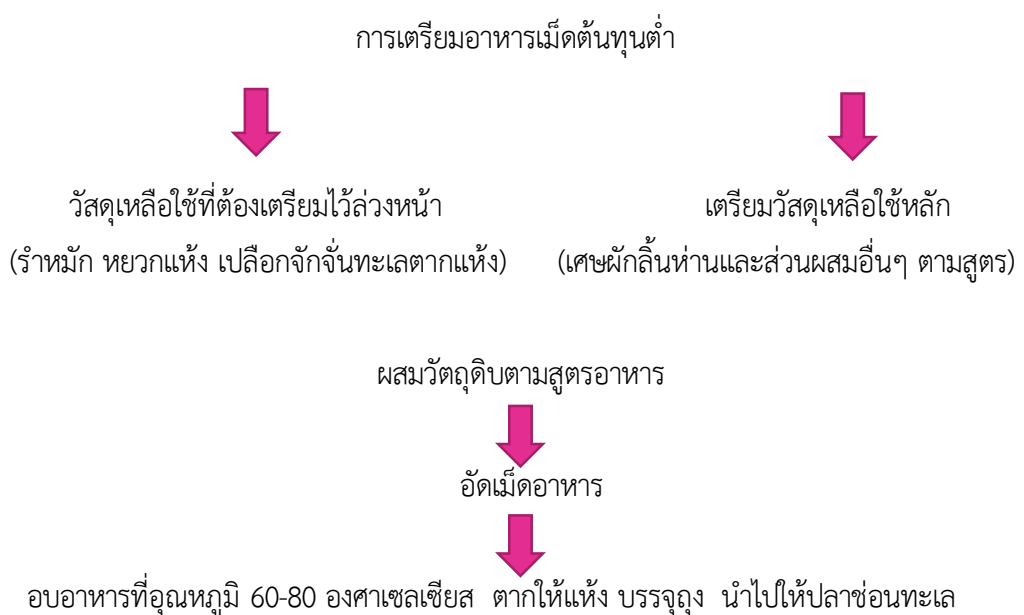 การเตรียมอาหารเม็ดต้นทุนต่ำ
วัสดุเหลือใช้ที่ต้องเตรียมไว้ล่วงหน้า
(รำหมัก หยวกแห้ง เปลือกจักจั่นทะเลตากแห้ง)
เตรียมวัสดุเหลือใช้หลัก
(เศษผักลิ้นห่านและส่วนผสมอื่นๆ ตามสูตร)
ผสมวัตถุดิบตามสูตรอาหาร
อัดเม็ดอาหาร
อบอาหารที่อุณหภูมิ 60-80 องศาเซลเซียส ตากให้แห้ง บรรจุถุง นำไปให้ปลาช่อนทะเล